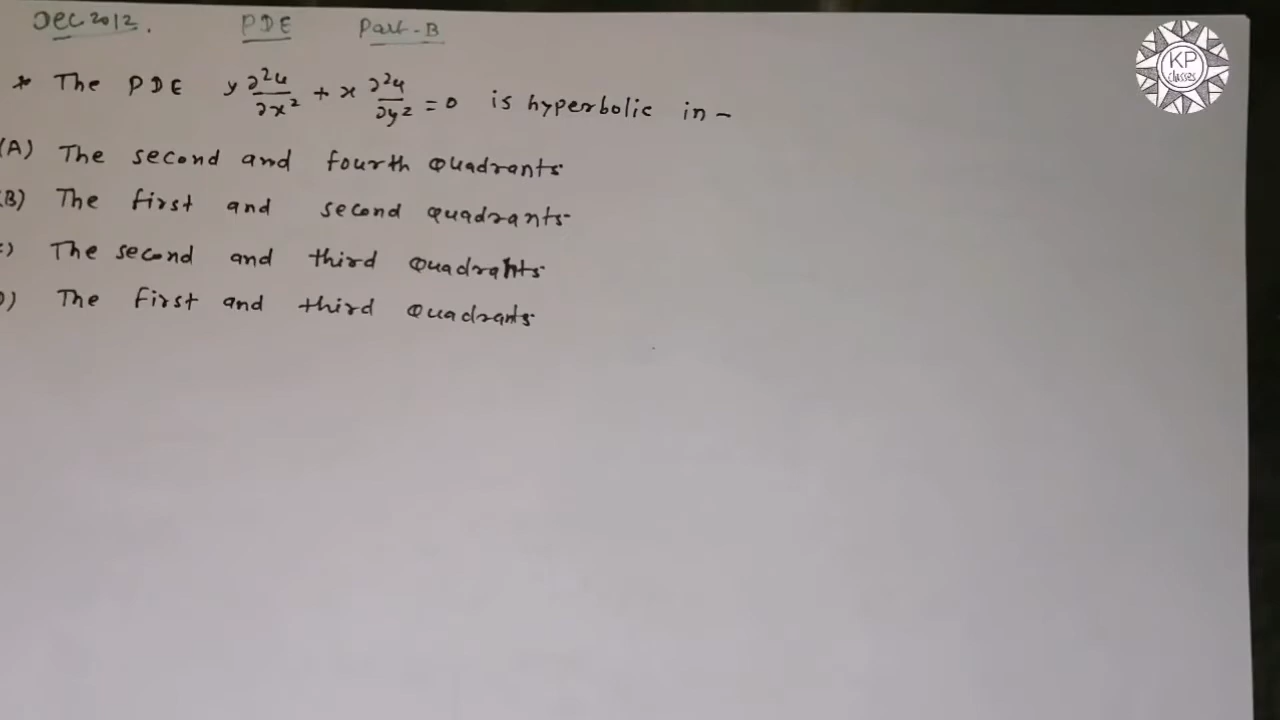 Dec 2012. PDE Part-B
KP classes
* The PDE y ∂²u/∂x² + x ∂²u/∂y² = 0 is hyperbolic in –
(A) The second and fourth Quadrants
(B) The first and second Quadrants
) The second and third Quadrants
) The first and third Quadrants